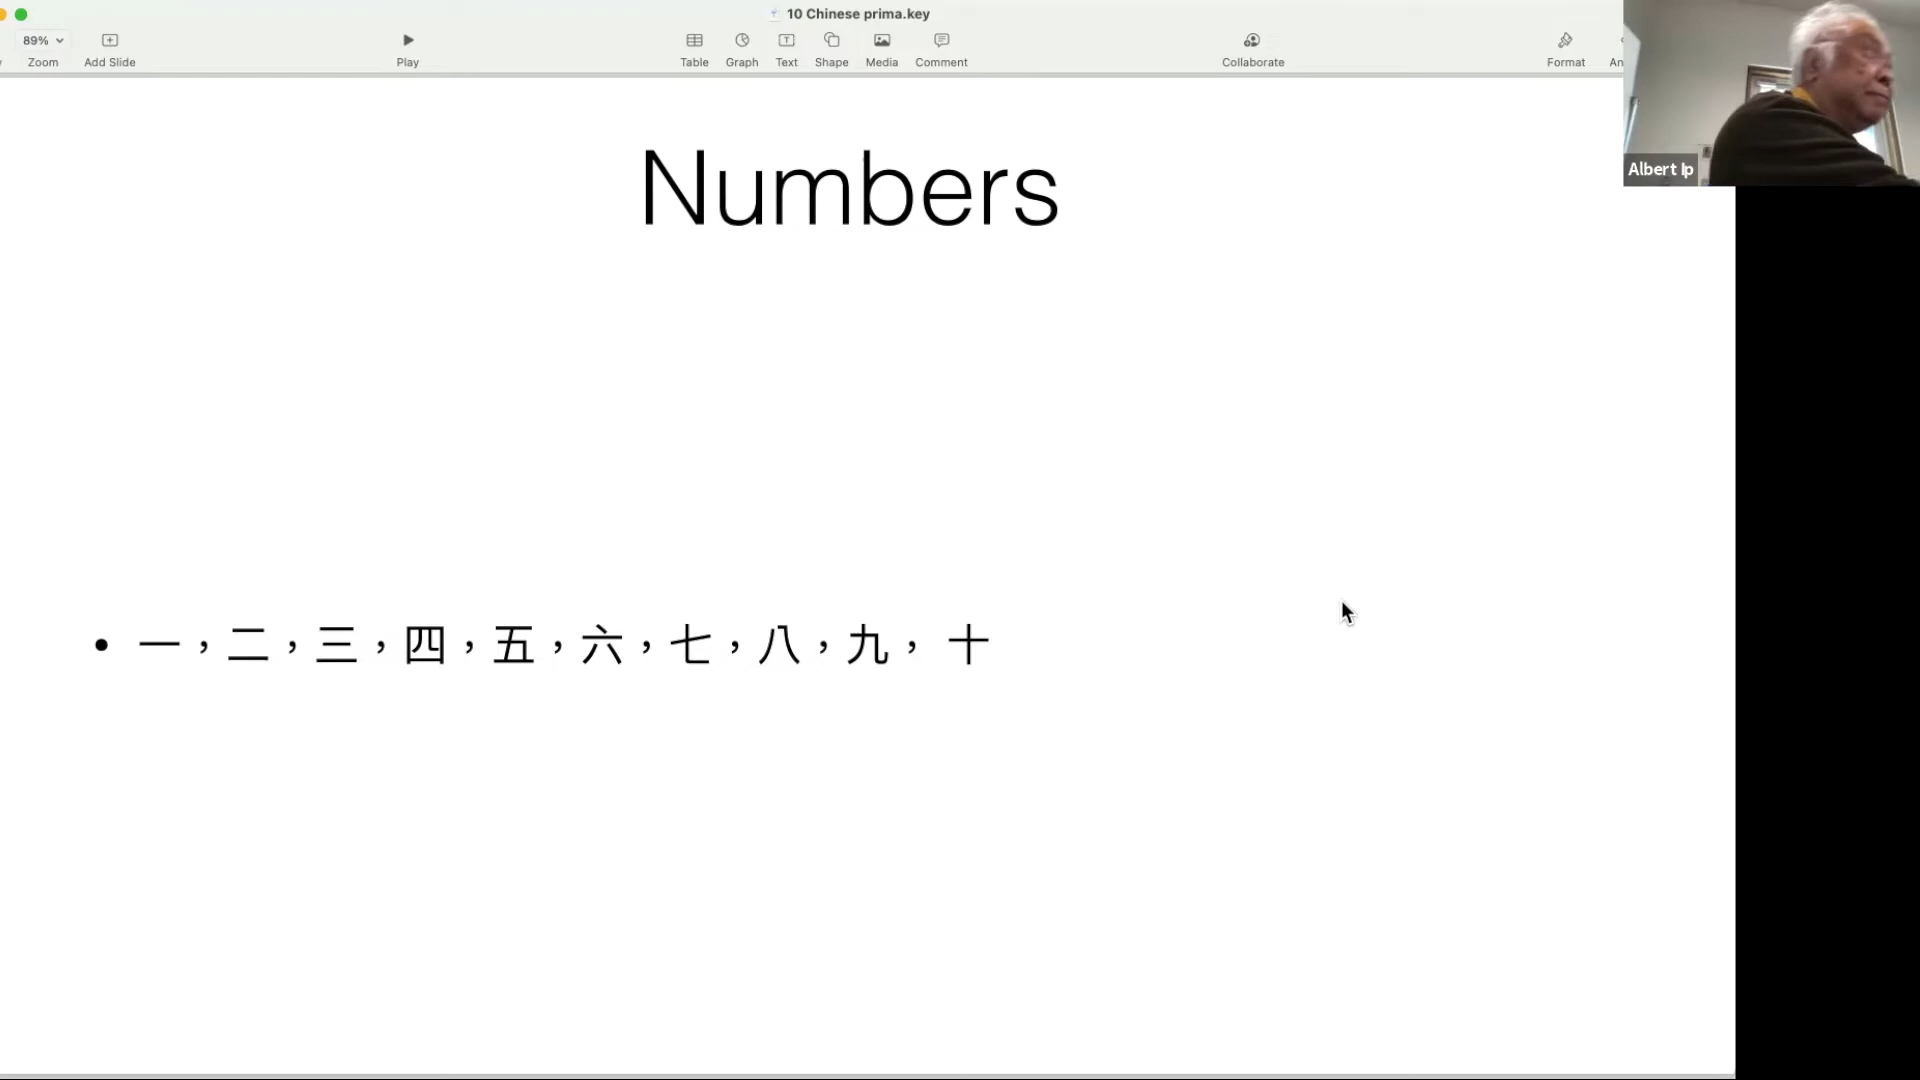 10 Chinese prima.key
89%
Zoom
Add Slide
Play
Table
Graph
Text
Shape
Media
Comment
Collaborate
Format
Albert Ip
Numbers
• 一，二，三，四，五，六，七，八，九， 十